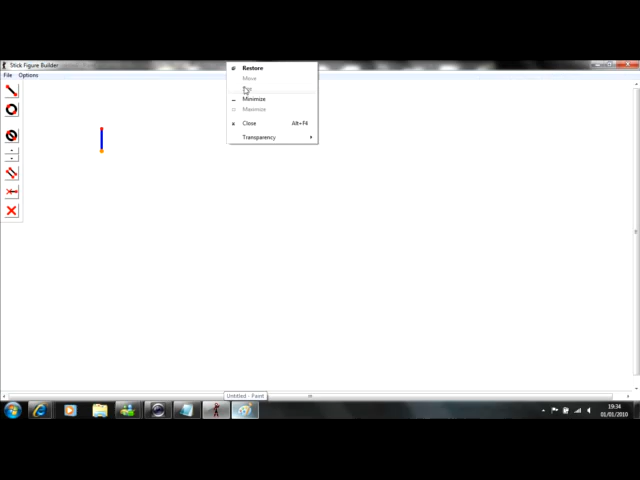 Stick Figure Builder
File Options
Restore
Move
Minimize
Maximize
Close Alt+F4
Transparency
Untitled - Paint
19:34
01/01/2010